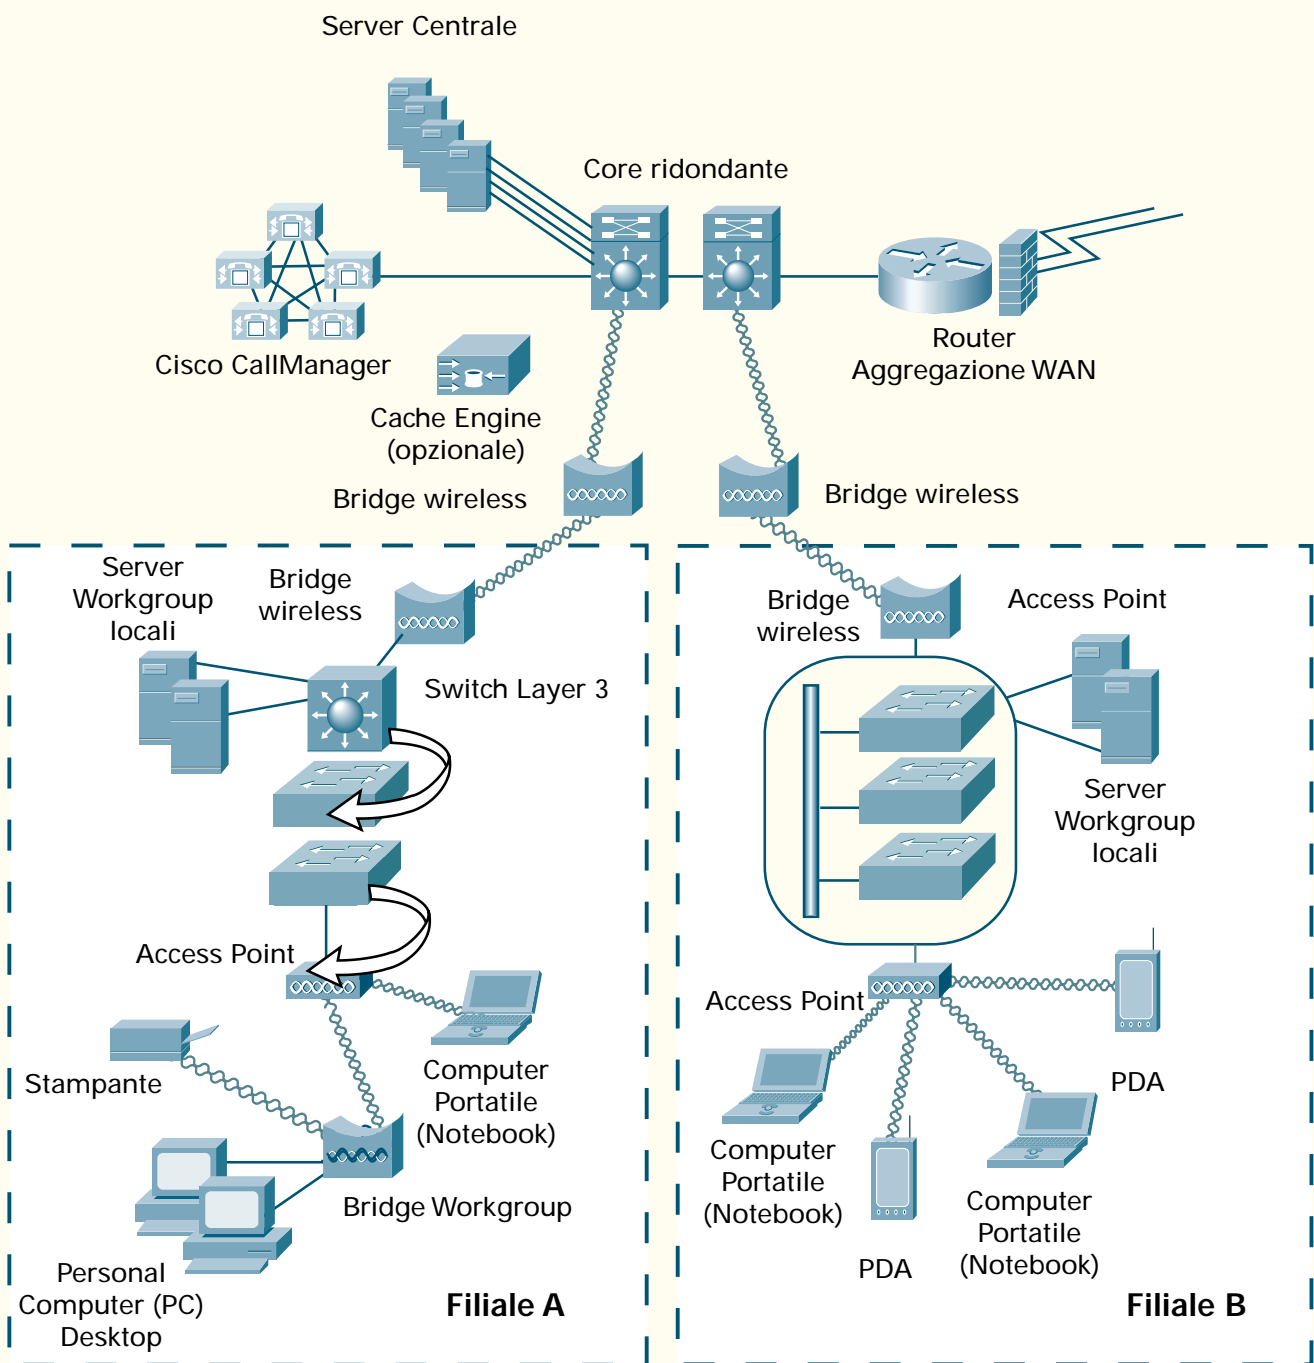 Server Centrale
Core ridondante
Cisco CallManager
Router
Aggregazione WAN
Cache Engine
(opzionale)
Bridge wireless
Bridge wireless
Server
Workgroup
locali
Bridge
wireless
Switch Layer 3
Access Point
Stampante
Computer
Portatile
(Notebook)
Bridge Workgroup
Personal
Computer (PC)
Desktop
Filiale A
Bridge
wireless
Access Point
Server
Workgroup
locali
Access Point
PDA
Computer
Portatile
(Notebook)
PDA
Computer
Portatile
(Notebook)
Filiale B